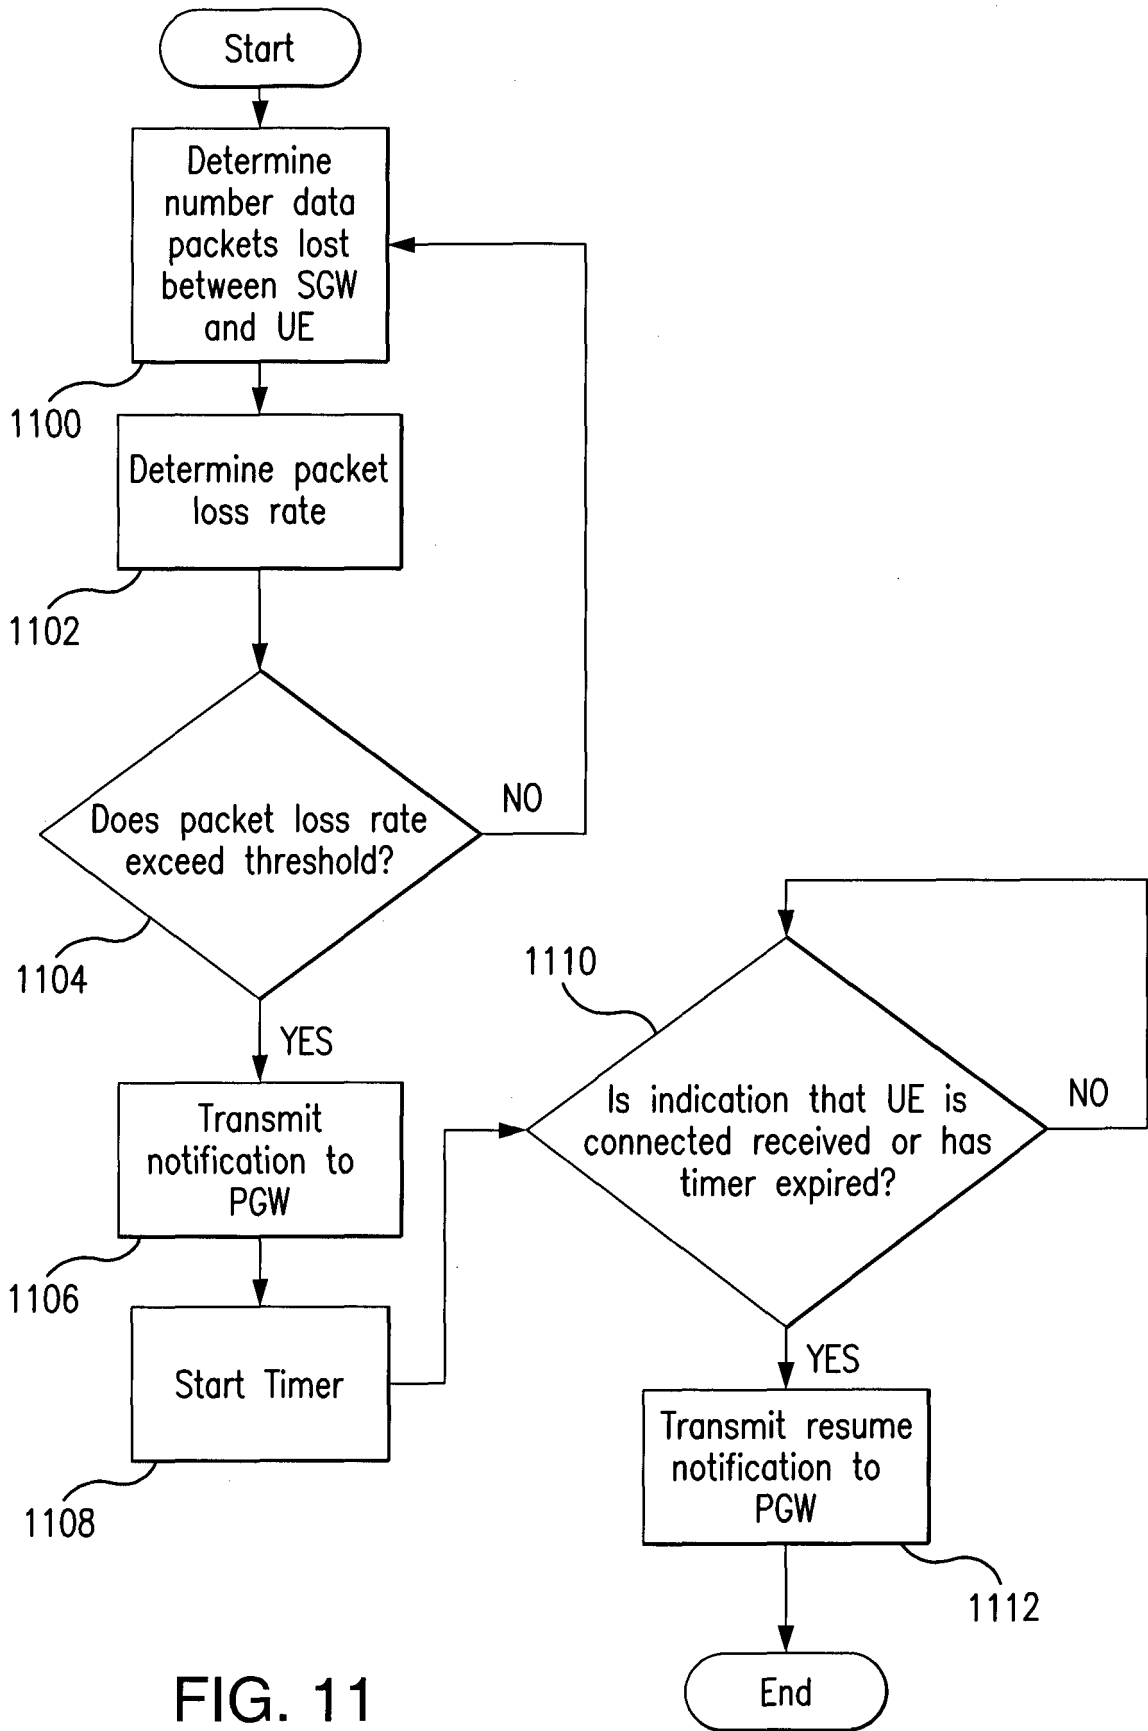 Start
Determine
number data
packets lost
between SGW
and UE
1100
Determine packet
loss rate
1102
Does packet loss rate
exceed threshold?
NO
1104
YES
Transmit
notification to
PGW
1106
Start Timer
1108
1110
Is indication that UE is
connected received or has
timer expired?
NO
YES
Transmit resume
notification to
PGW
1112
End
FIG. 11